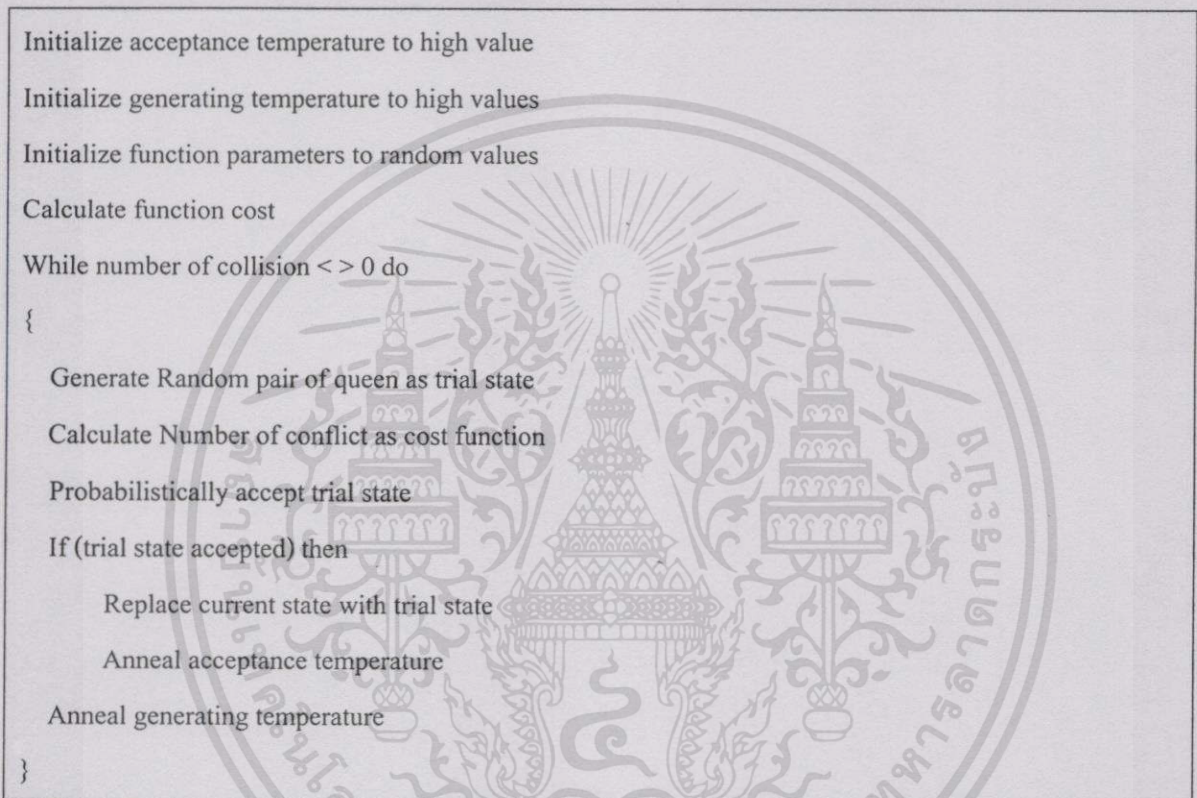 Initialize acceptance temperature to high value
Initialize generating temperature to high values
Initialize function parameters to random values
Calculate function cost
While number of collision < > 0 do
{
Generate Random pair of queen as trial state
Calculate Number of conflict as cost function
Probabilistically accept trial state
If (trial state accepted) then
Replace current state with trial state
Anneal acceptance temperature
Anneal generating temperature
}